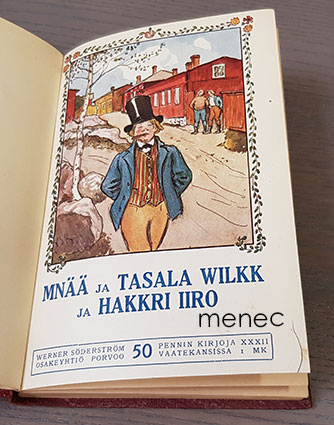 MNÄÄ JA TASALA WILKK
JA HAKKRI IIRO
menec
WERNER SÖDERSTRÖM
OSAKEYHTIÖ PORVOO
50
PENNIN KIRJOJA XXXII
VAATEKANSISSA 1 MK